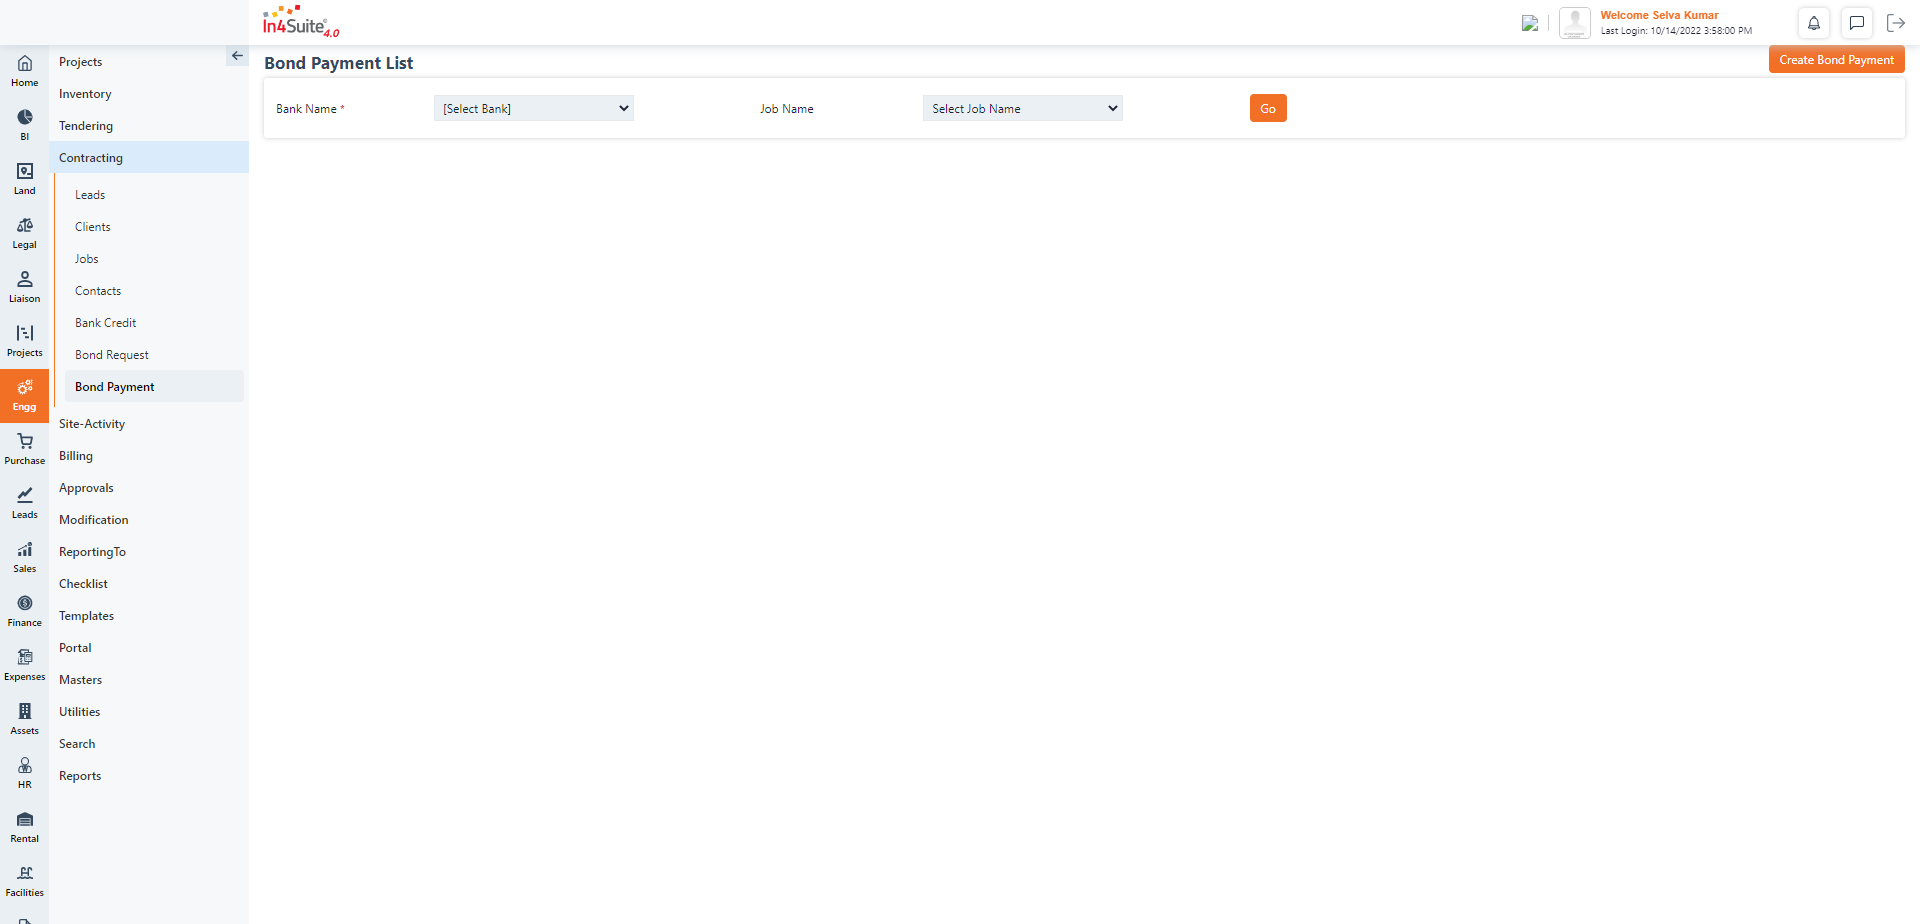 In4Suite®4.0
Welcome Selva Kumar
Last Login: 10/14/2022 3:58:00 PM
Home
BI
Land
Legal
Liaison
Projects
Engg
Purchase
Leads
Sales
Finance
Expenses
Assets
HR
Rental
Facilities
Projects
Inventory
Tendering
Contracting
Leads
Clients
Jobs
Contacts
Bank Credit
Bond Request
Bond Payment
Site-Activity
Billing
Approvals
Modification
ReportingTo
Checklist
Templates
Portal
Masters
Utilities
Search
Reports
Bond Payment List
Create Bond Payment
Bank Name * [Select Bank] Job Name Select Job Name Go